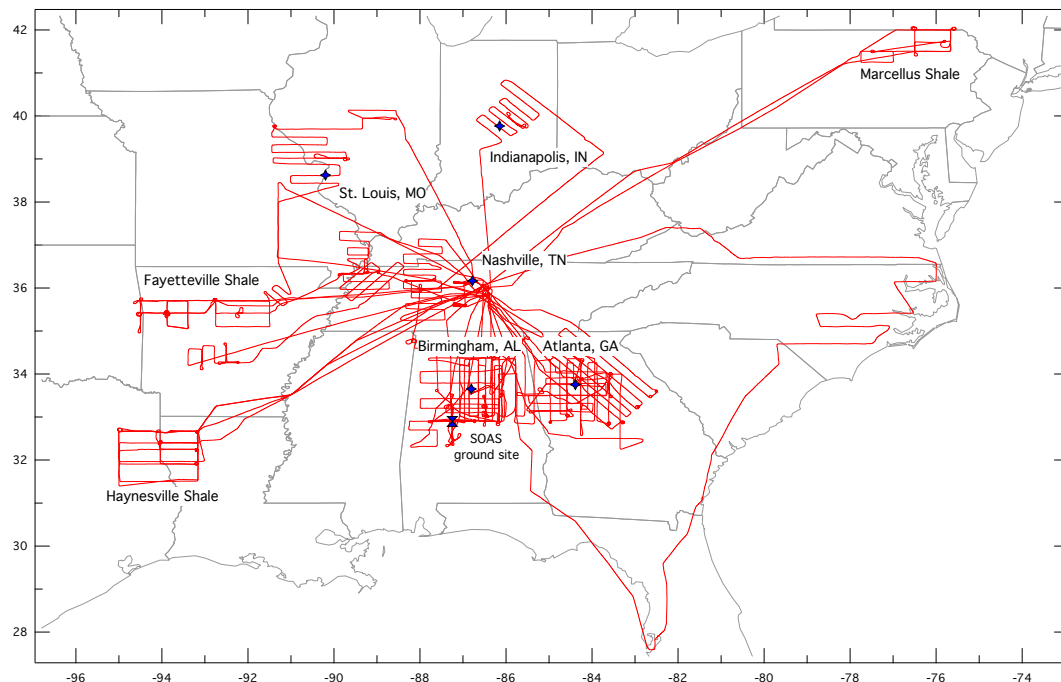 42
40
38
36
34
32
30
28
Marcellus Shale
Indianapolis, IN
St. Louis, MO
Nashville, TN
Fayetteville Shale
Birmingham, AL
Atlanta, GA
SOAS
ground site
Haynesville Shale
-96
-94
-92
-90
-88
-86
-84
-82
-80
-78
-76
-74